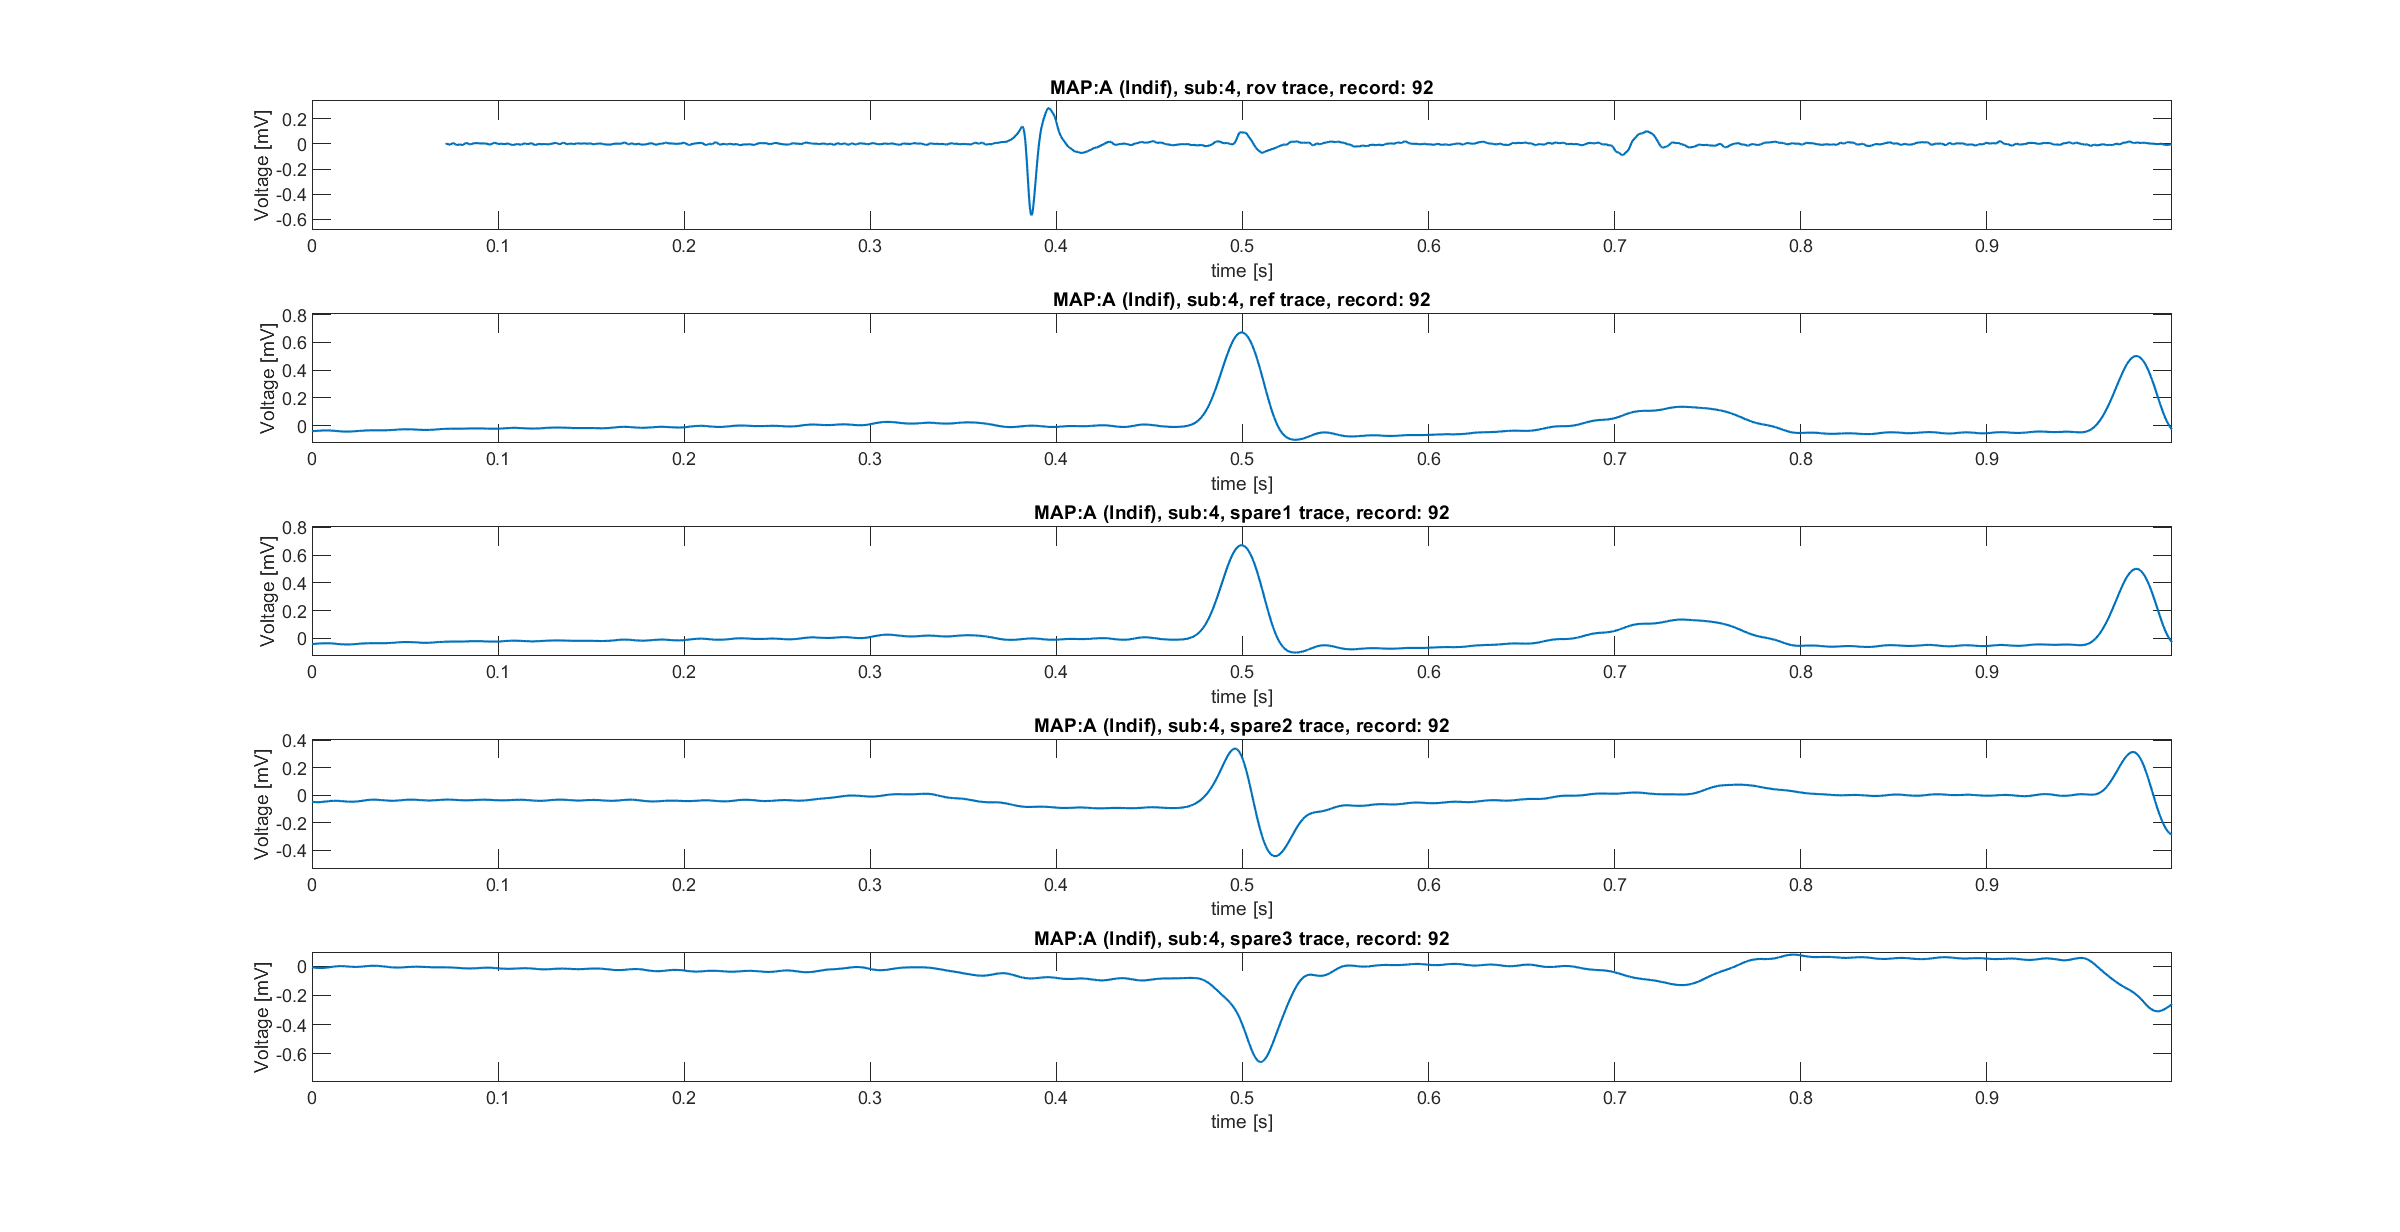 MAP:A (Indif), sub:4, rov trace, record: 92
Voltage [mV]
0.2
0
-0.2
-0.4
-0.6
0 0.1 0.2 0.3 0.4 0.5 0.6 0.7 0.8 0.9
time [s]
MAP:A (Indif), sub:4, ref trace, record: 92
Voltage [mV]
0.8
0.6
0.4
0.2
0
0 0.1 0.2 0.3 0.4 0.5 0.6 0.7 0.8 0.9
time [s]
MAP:A (Indif), sub:4, spare1 trace, record: 92
Voltage [mV]
0.8
0.6
0.4
0.2
0
0 0.1 0.2 0.3 0.4 0.5 0.6 0.7 0.8 0.9
time [s]
MAP:A (Indif), sub:4, spare2 trace, record: 92
Voltage [mV]
0.4
0.2
0
-0.2
-0.4
0 0.1 0.2 0.3 0.4 0.5 0.6 0.7 0.8 0.9
time [s]
MAP:A (Indif), sub:4, spare3 trace, record: 92
Voltage [mV]
0
-0.2
-0.4
-0.6
0 0.1 0.2 0.3 0.4 0.5 0.6 0.7 0.8 0.9
time [s]